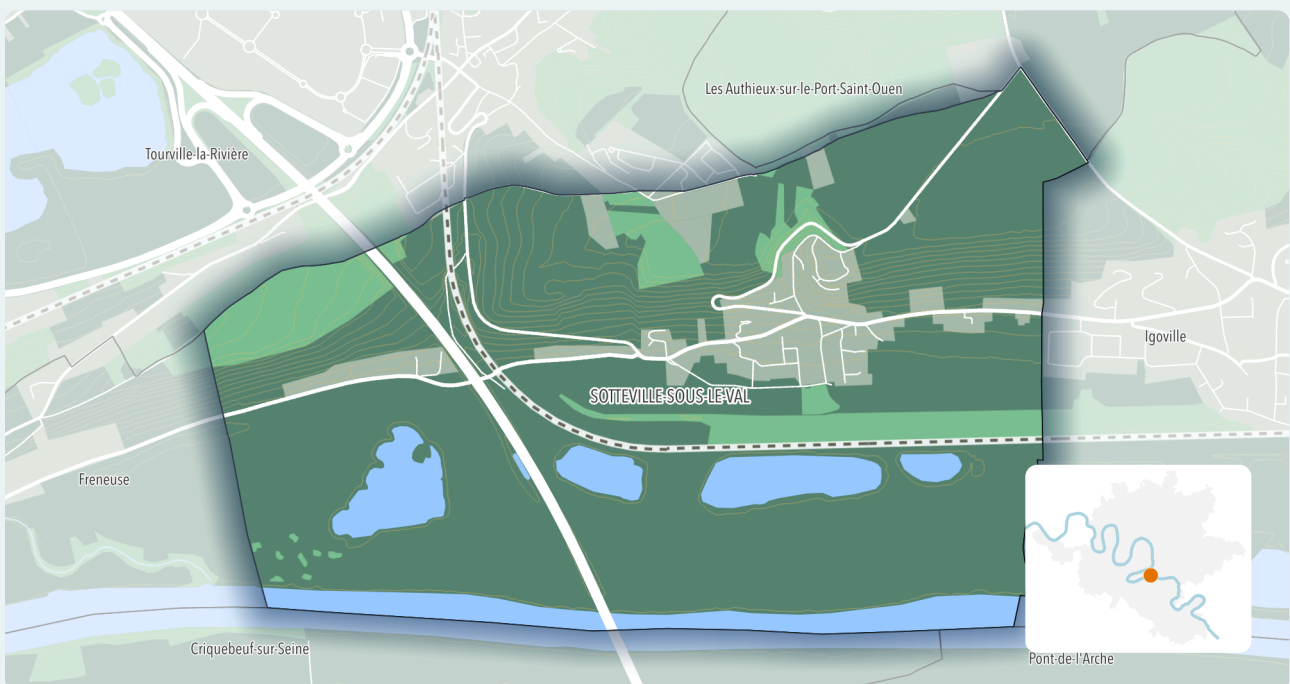 Les Authieux-sur-le-Port-Saint-Ouen
Tourville-la-Rivière
Igoville
SOTTEVILLE-SOUS-LE-VAL
Freneuse
Criquebeuf-sur-Seine
Pont-de-l'Arche